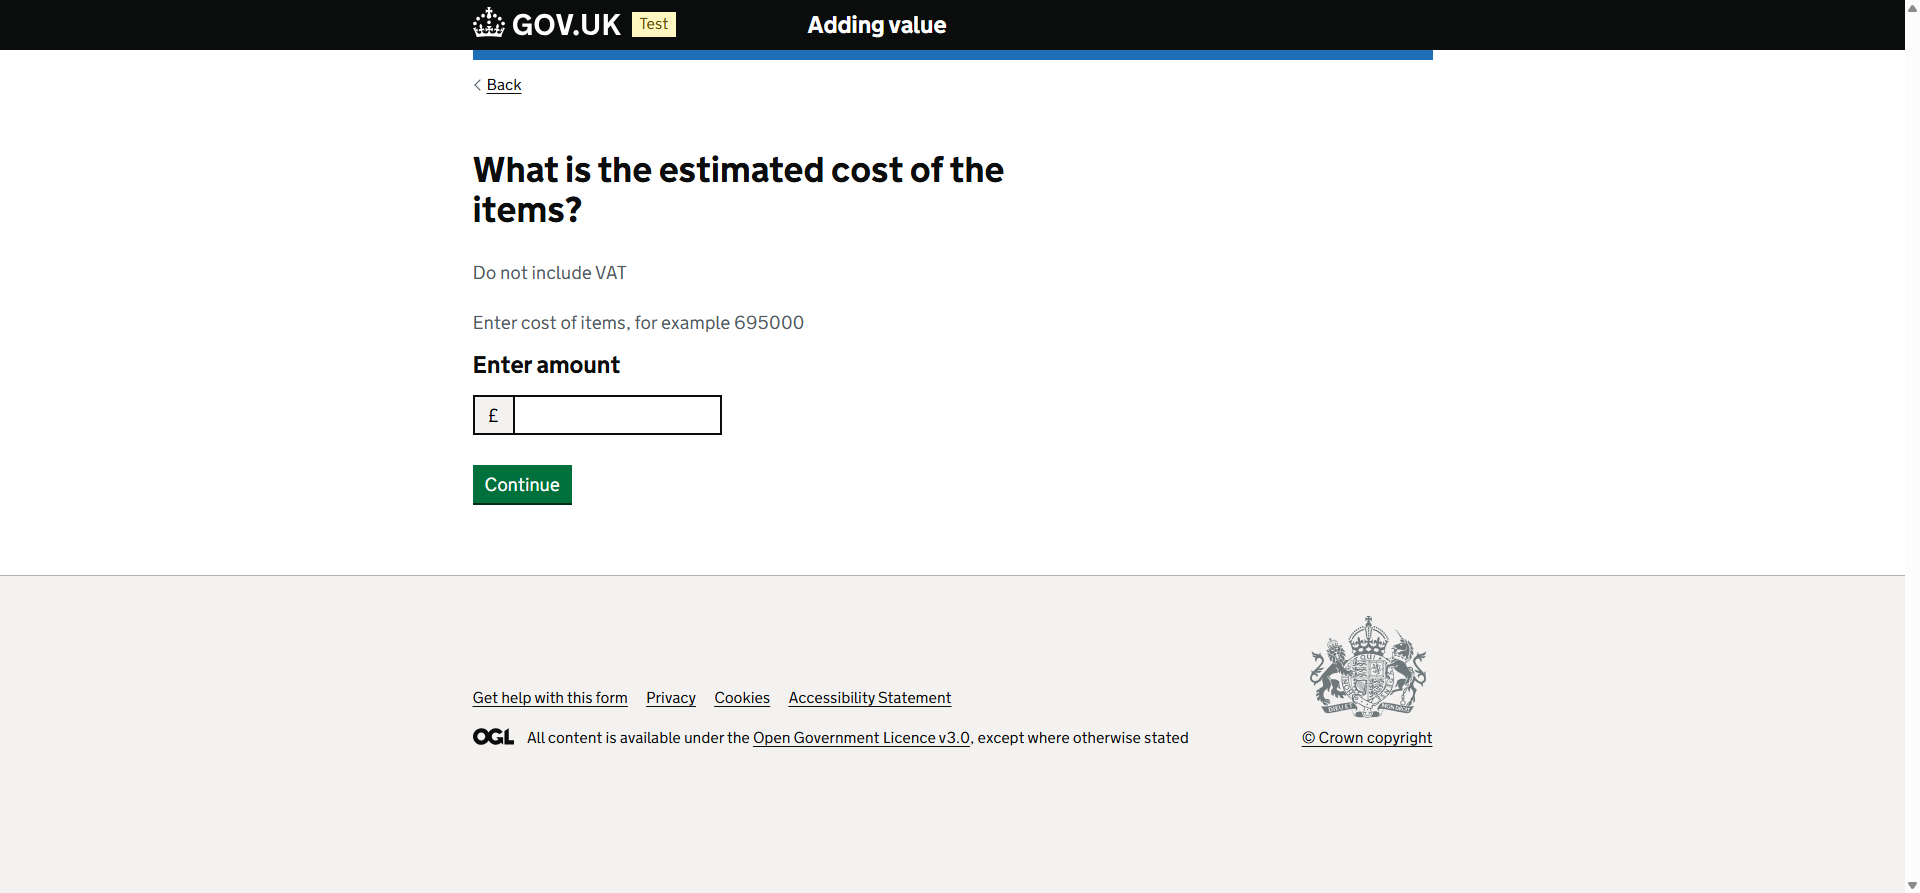 GOV.UK Test Adding value
Back
What is the estimated cost of the
items?
Do not include VAT
Enter cost of items, for example 695000
Enter amount
£
Continue
Get help with this form Privacy Cookies Accessibility Statement
OGL All content is available under the Open Government Licence v3.0, except where otherwise stated
© Crown copyright